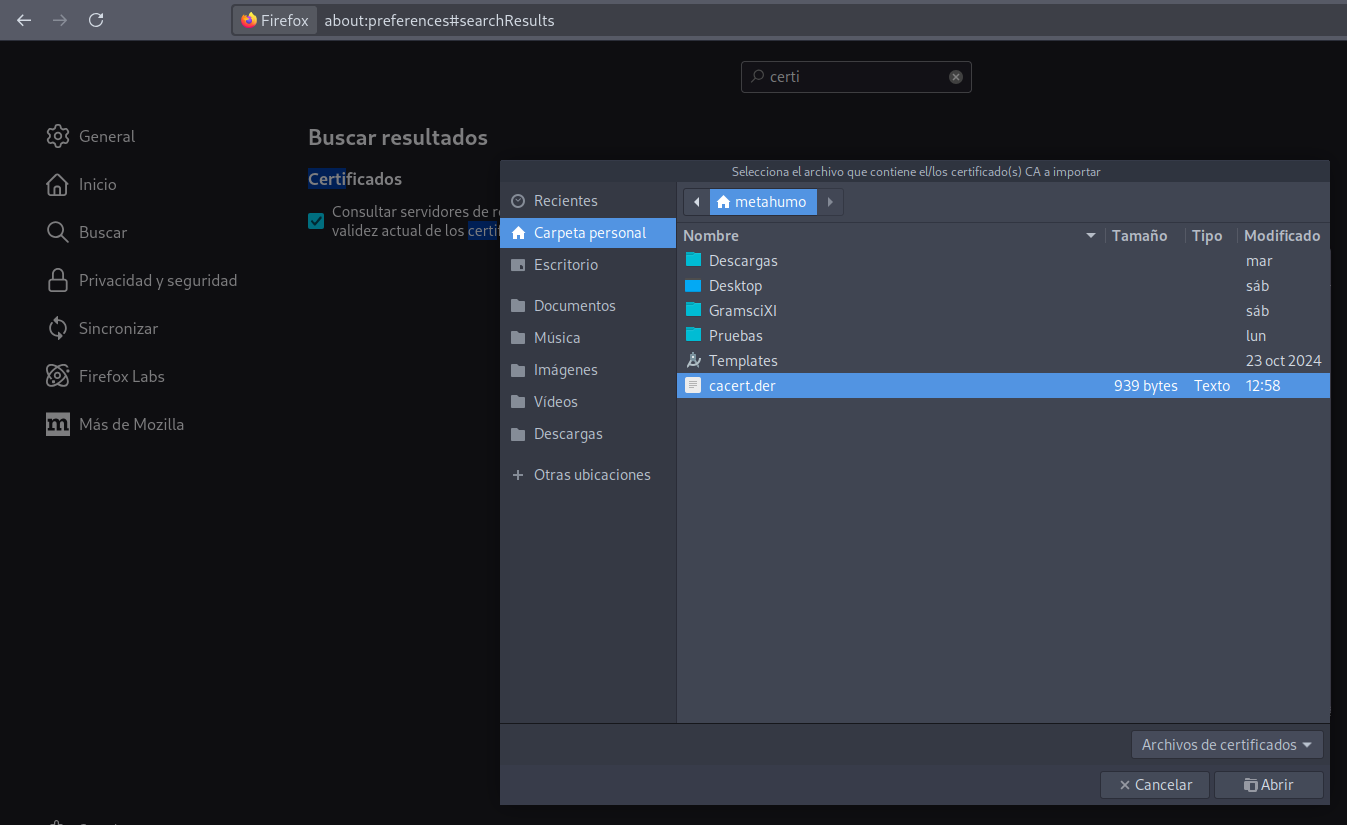 Firefox about:preferences#searchResults
certi
General
Inicio
Buscar
Privacidad y seguridad
Sincronizar
Firefox Labs
Más de Mozilla
Buscar resultados
Certificados
Consultar servidores de
validez actual de los certif
Selecciona el archivo que contiene el/los certificado(s) CA a importar
Recientes
Carpeta personal
Escritorio
Documentos
Música
Imágenes
Vídeos
Descargas
Otras ubicaciones
metahumo
Nombre Tamaño Tipo Modificado
Descargas mar
Desktop sáb
GramsciXI sáb
Pruebas lun
Templates 23 oct 2024
cacert.der 939 bytes Texto 12:58
Archivos de certificados
Cancelar Abrir